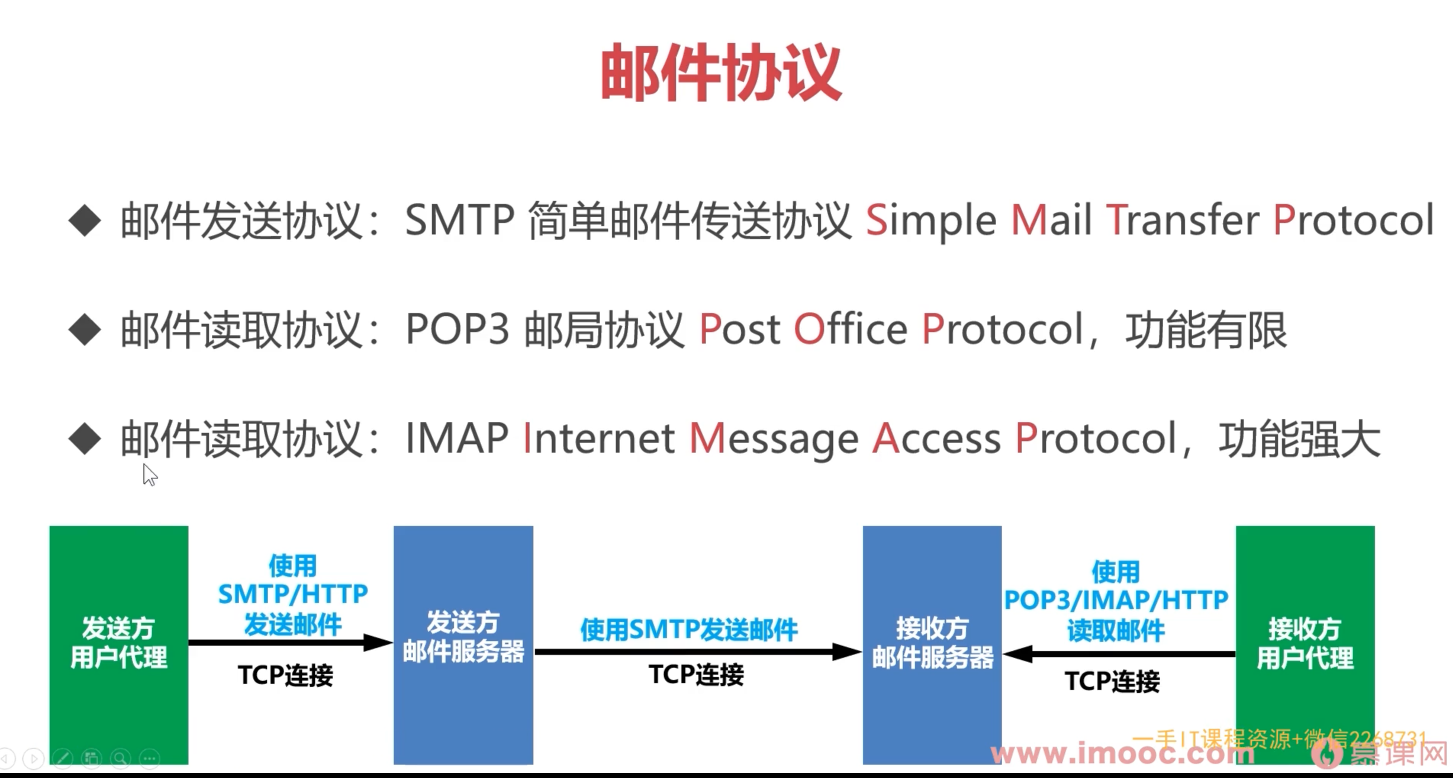 邮件协议
◆ 邮件发送协议：SMTP 简单邮件传送协议 Simple Mail Transfer Protocol
◆ 邮件读取协议：POP3 邮局协议 Post Office Protocol，功能有限
◆ 邮件读取协议：IMAP Internet Message Access Protocol，功能强大
发送方
用户代理
使用
SMTP/HTTP
发送邮件
TCP连接
发送方
邮件服务器
使用SMTP发送邮件
TCP连接
接收方
邮件服务器
使用
POP3/IMAP/HTTP
读取邮件
TCP连接
接收方
用户代理
一手IT课程资源+微信2268731
www.imooc.com 慕课网